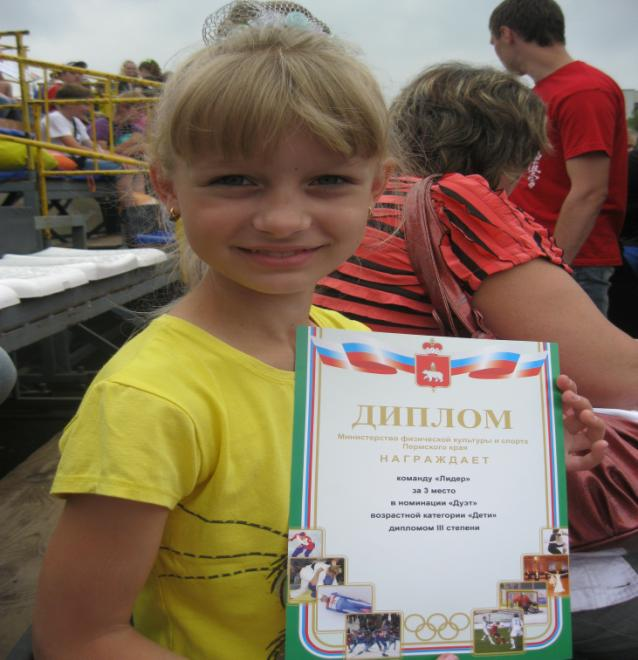 ДИПЛОМ
Министерство физической культуры и спорта
Пермского края
НАГРАЖДАЕТ
команду «Лидер»
за 3 место
в номинации «Дуэт»
возрастной категории «Дети»
дипломом III степени